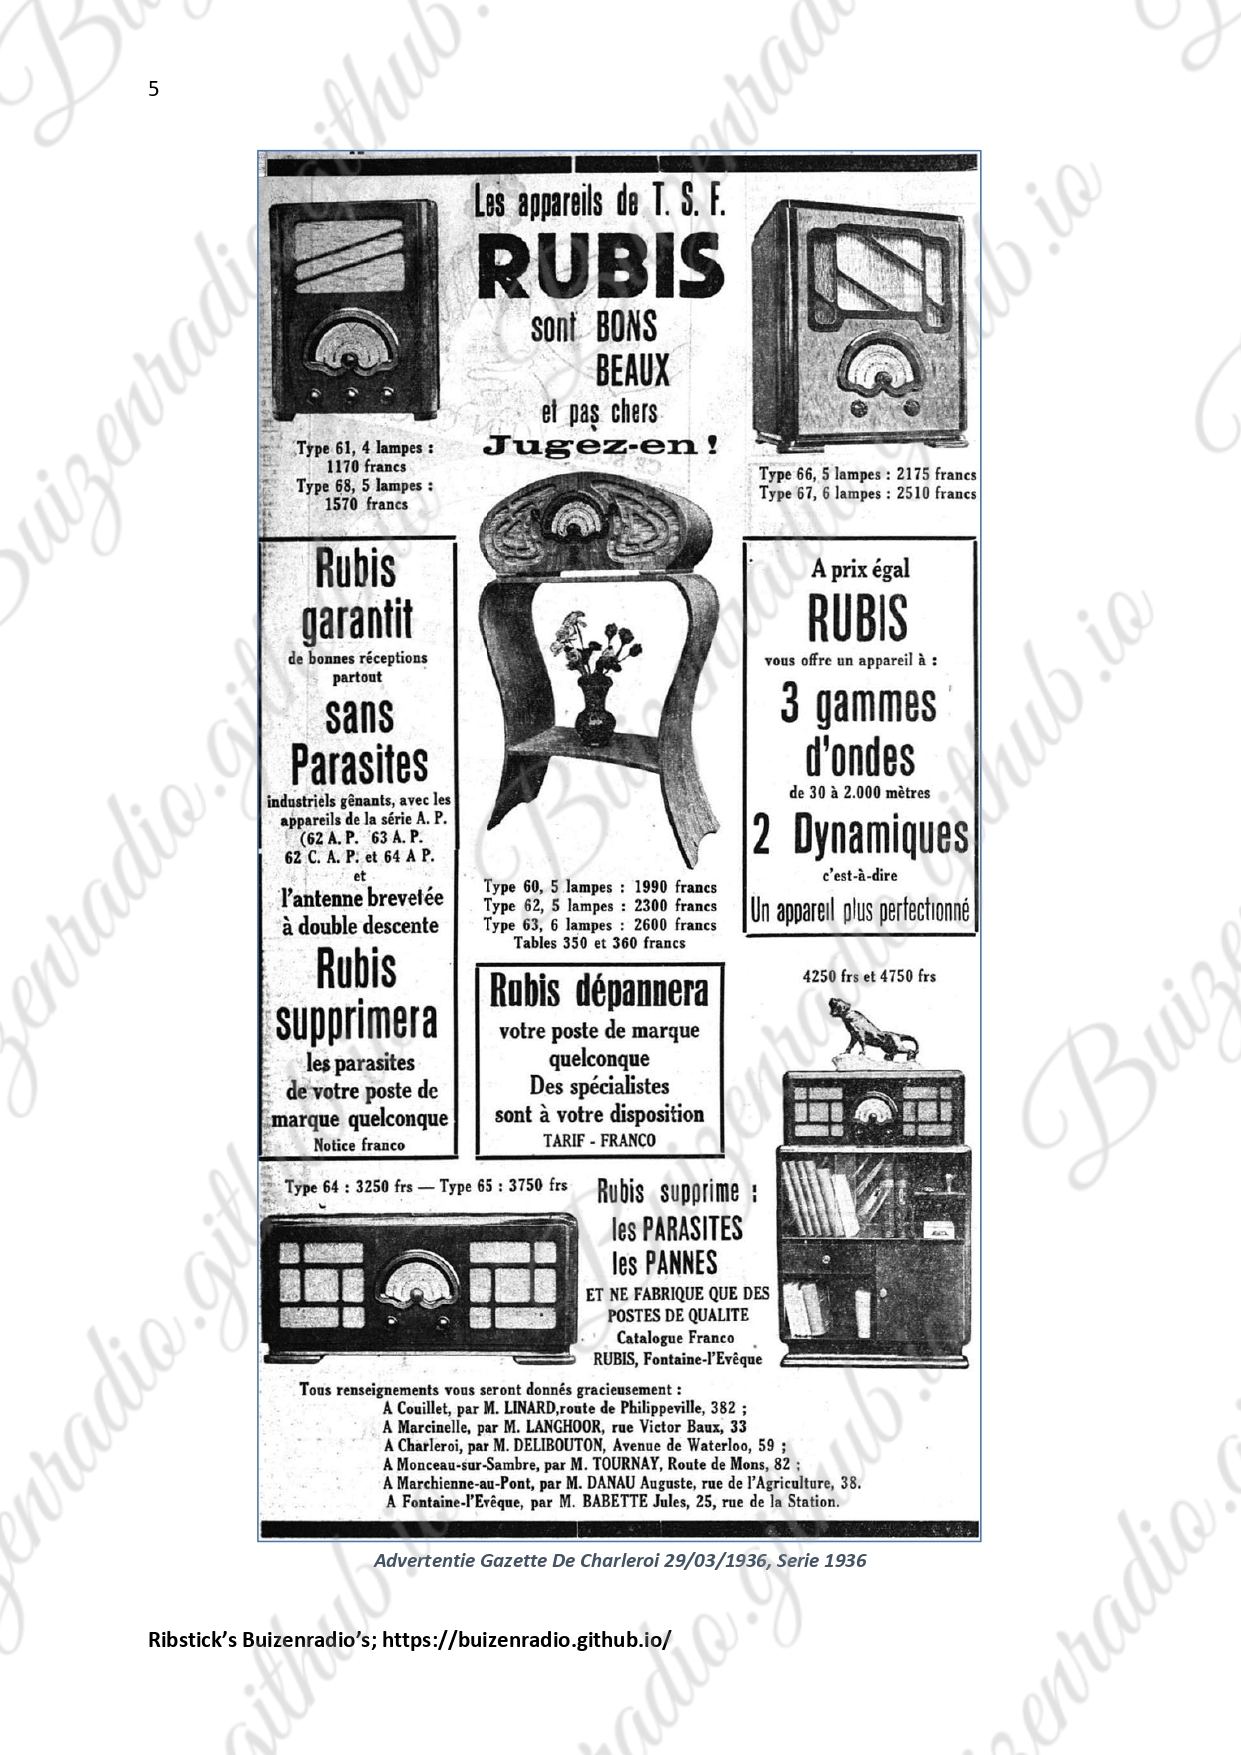 5
Les appareils de T. S. F.
RUBIS
sont BONS
BEAUX
et pas chers
Jugez-en !
Type 61, 4 lampes :
1170 francs
Type 68, 5 lampes :
1570 francs
Type 66, 5 lampes : 2175 francs
Type 67, 6 lampes : 2510 francs
Rubis
garantit
de bonnes réceptions
partout
sans
Parasites
industriels gênants, avec les
appareils de la série A. P.
(62 A. P. 63 A. P.
62 C. A. P. et 64 A P.
et
l'antenne brevetée
à double descente
Rubis
supprimera
les parasites
de votre poste de
marque quelconque
Notice franco
Type 60, 5 lampes : 1990 francs
Type 62, 5 lampes : 2300 francs
Type 63, 6 lampes : 2600 francs
Tables 350 et 360 francs
A prix égal
RUBIS
vous offre un appareil à :
3 gammes
d'ondes
de 30 à 2.000 mètres
2 Dynamiques
c'est-à-dire
Un appareil plus perfectionné
Rubis dépannera
votre poste de marque
quelconque
Des spécialistes
sont à votre disposition
TARIF - FRANCO
4250 frs et 4750 frs
Type 64 : 3250 frs — Type 65 : 3750 frs
Rubis supprime :
les PARASITES
les PANNES
ET NE FABRIQUE QUE DES
POSTES DE QUALITE
Catalogue Franco
RUBIS, Fontaine-l'Evêque
Tous renseignements vous seront donnés gracieusement :
A Couillet, par M. LINARD,route de Philippeville, 382 ;
A Marcinelle, par M. LANGHOOR, rue Victor Baux, 33
A Charleroi, par M. DELIBOUTON, Avenue de Waterloo, 59 ;
A Monceau-sur-Sambre, par M. TOURNAY, Route de Mons, 82 ;
A Marchienne-au-Pont, par M. DANAU Auguste, rue de l'Agriculture, 38.
A Fontaine-l'Evêque, par M. BABETTE Jules, 25, rue de la Station.
Advertentie Gazette De Charleroi 29/03/1936, Serie 1936
Ribstick's Buizenradio's; https://buizenradio.github.io/
Buizenradio.github.io